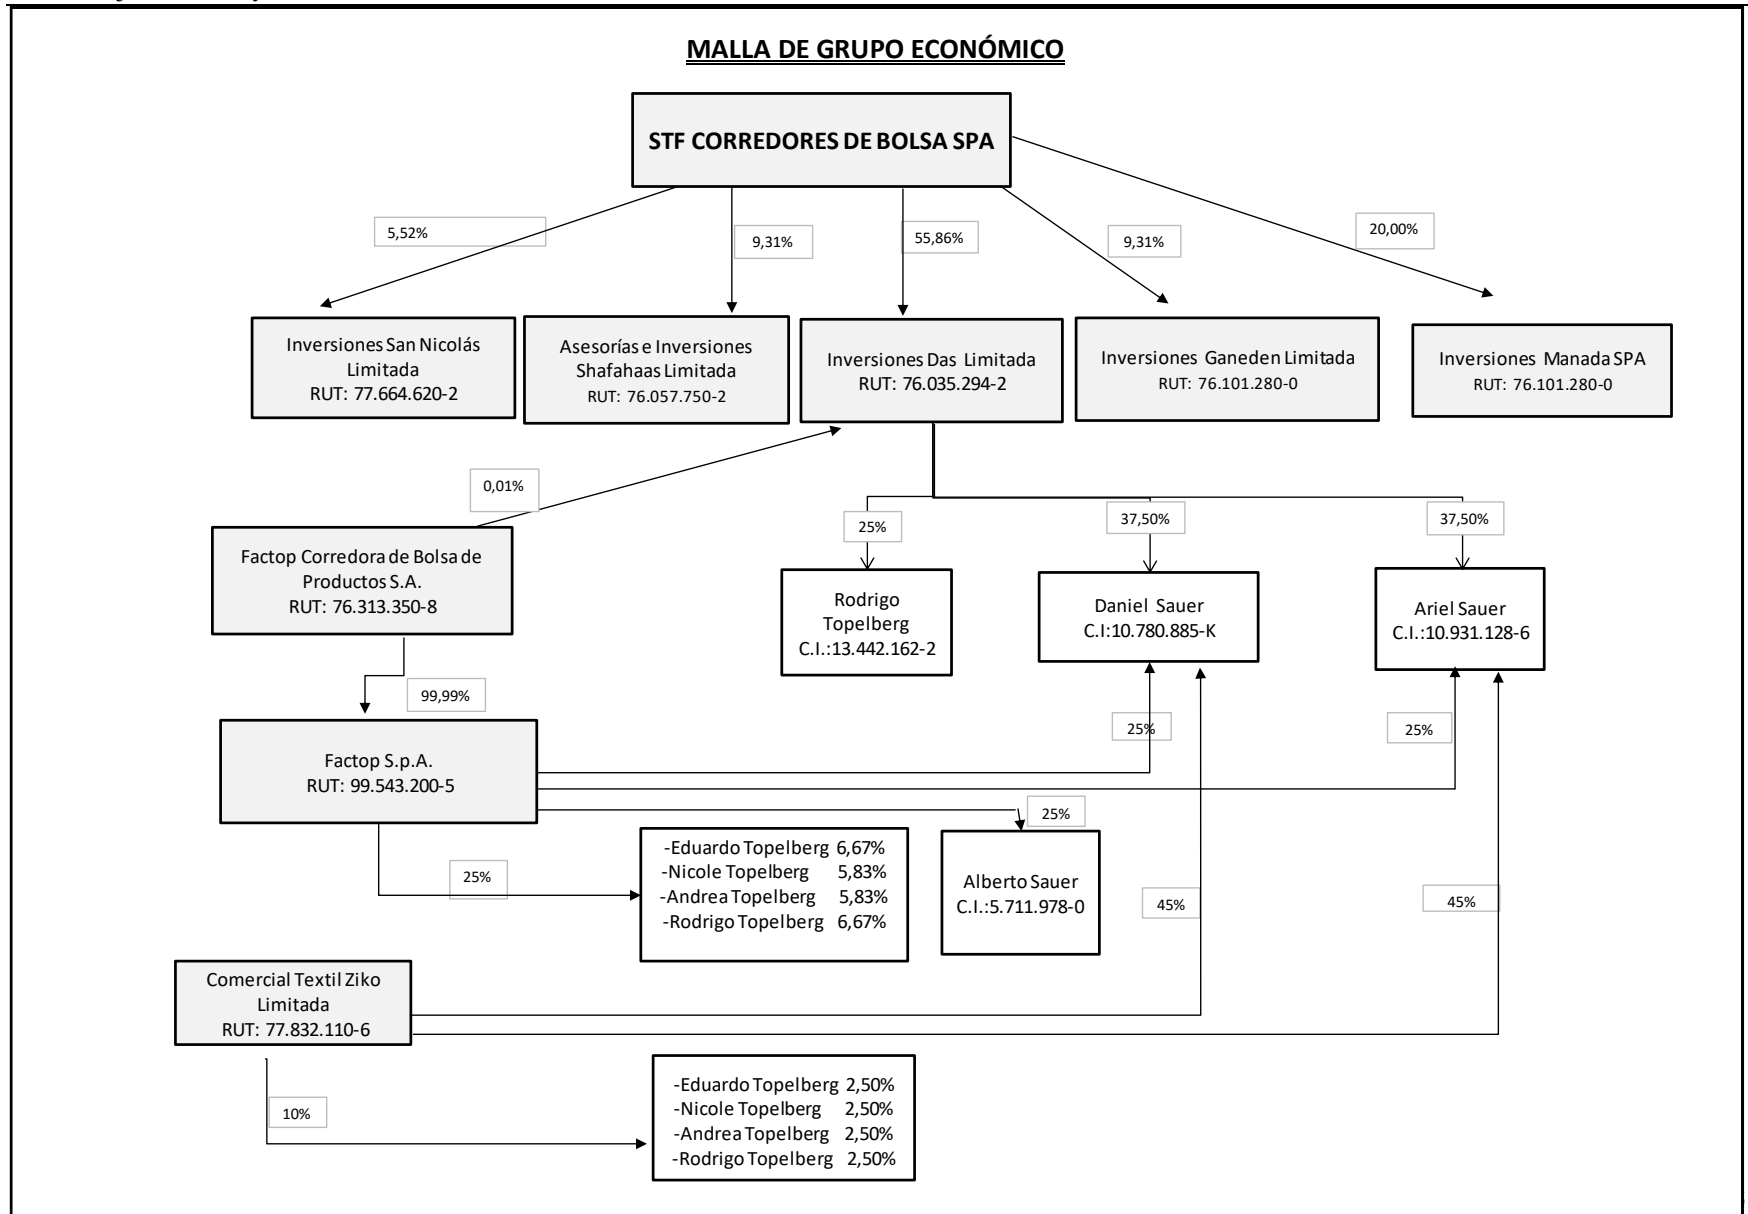 MALLA DE GRUPO ECONÓMICO
STF CORREDORES DE BOLSA SPA
5,52%
9,31%
55,86%
9,31%
20,00%
Inversiones San Nicolás
Limitada
RUT: 77.664.620-2
Asesorías e Inversiones
Shafahaas Limitada
RUT: 76.057.750-2
Inversiones Das Limitada
RUT: 76.035.294-2
Inversiones Ganeden Limitada
RUT: 76.101.280-0
Inversiones Manada SPA
RUT: 76.101.280-0
0,01%
25%
37,50%
37,50%
Factop Corredora de Bolsa de
Productos S.A.
RUT: 76.313.350-8
Rodrigo
Topelberg
C.I.:13.442.162-2
Daniel Sauer
C.I:10.780.885-K
Ariel Sauer
C.I.:10.931.128-6
99,99%
25%
25%
Factop S.p.A.
RUT: 99.543.200-5
25%
25%
-Eduardo Topelberg 6,67%
-Nicole Topelberg 5,83%
-Andrea Topelberg 5,83%
-Rodrigo Topelberg 6,67%
Alberto Sauer
C.I.:5.711.978-0
45%
45%
Comercial Textil Ziko
Limitada
RUT: 77.832.110-6
10%
-Eduardo Topelberg 2,50%
-Nicole Topelberg 2,50%
-Andrea Topelberg 2,50%
-Rodrigo Topelberg 2,50%